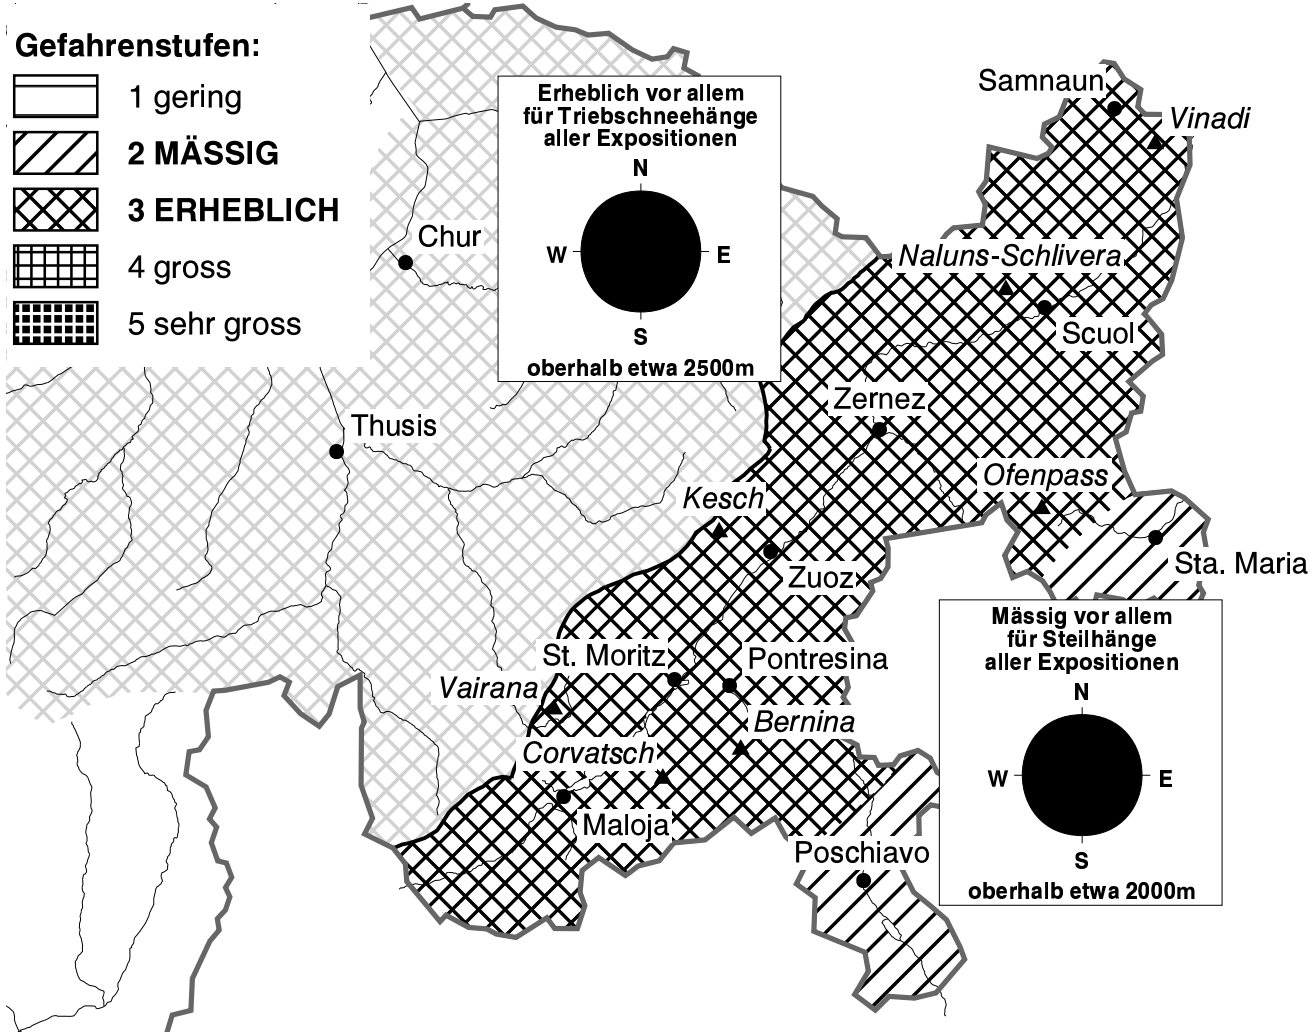 Gefahrenstufen:
1 gering
2 MÄSSIG
3 ERHEBLICH
4 gross
5 sehr gross
Erheblich vor allem
für Triebschneehänge
aller Expositionen
N
W
E
S
oberhalb etwa 2500m
Samnaun
Vinadi
Chur
Naluns-Schlivera
Scuol
Zernez
Thusis
Ofenpass
Kesch
Sta. Maria
Zuoz
St. Moritz
Pontresina
Vairana
Bernina
Corvatsch
Maloja
Poschiavo
Mässig vor allem
für Steilhänge
aller Expositionen
N
W
E
S
oberhalb etwa 2000m